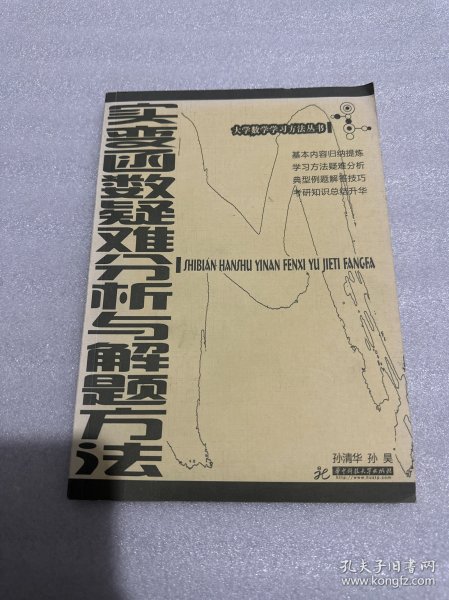 实变函数疑难分析与解题方法
大学数学学习方法丛书
基本内容归纳提炼
学习方法疑难分析
典型例题解答技巧
考研知识总结升华
SHIBIAN HANSHU YINAN FENXI YU JIETI FANGFA
孙清华 孙昊
华中科技大学出版社
http://www.hustp.com
孔夫子旧书网
www.kongfz.com